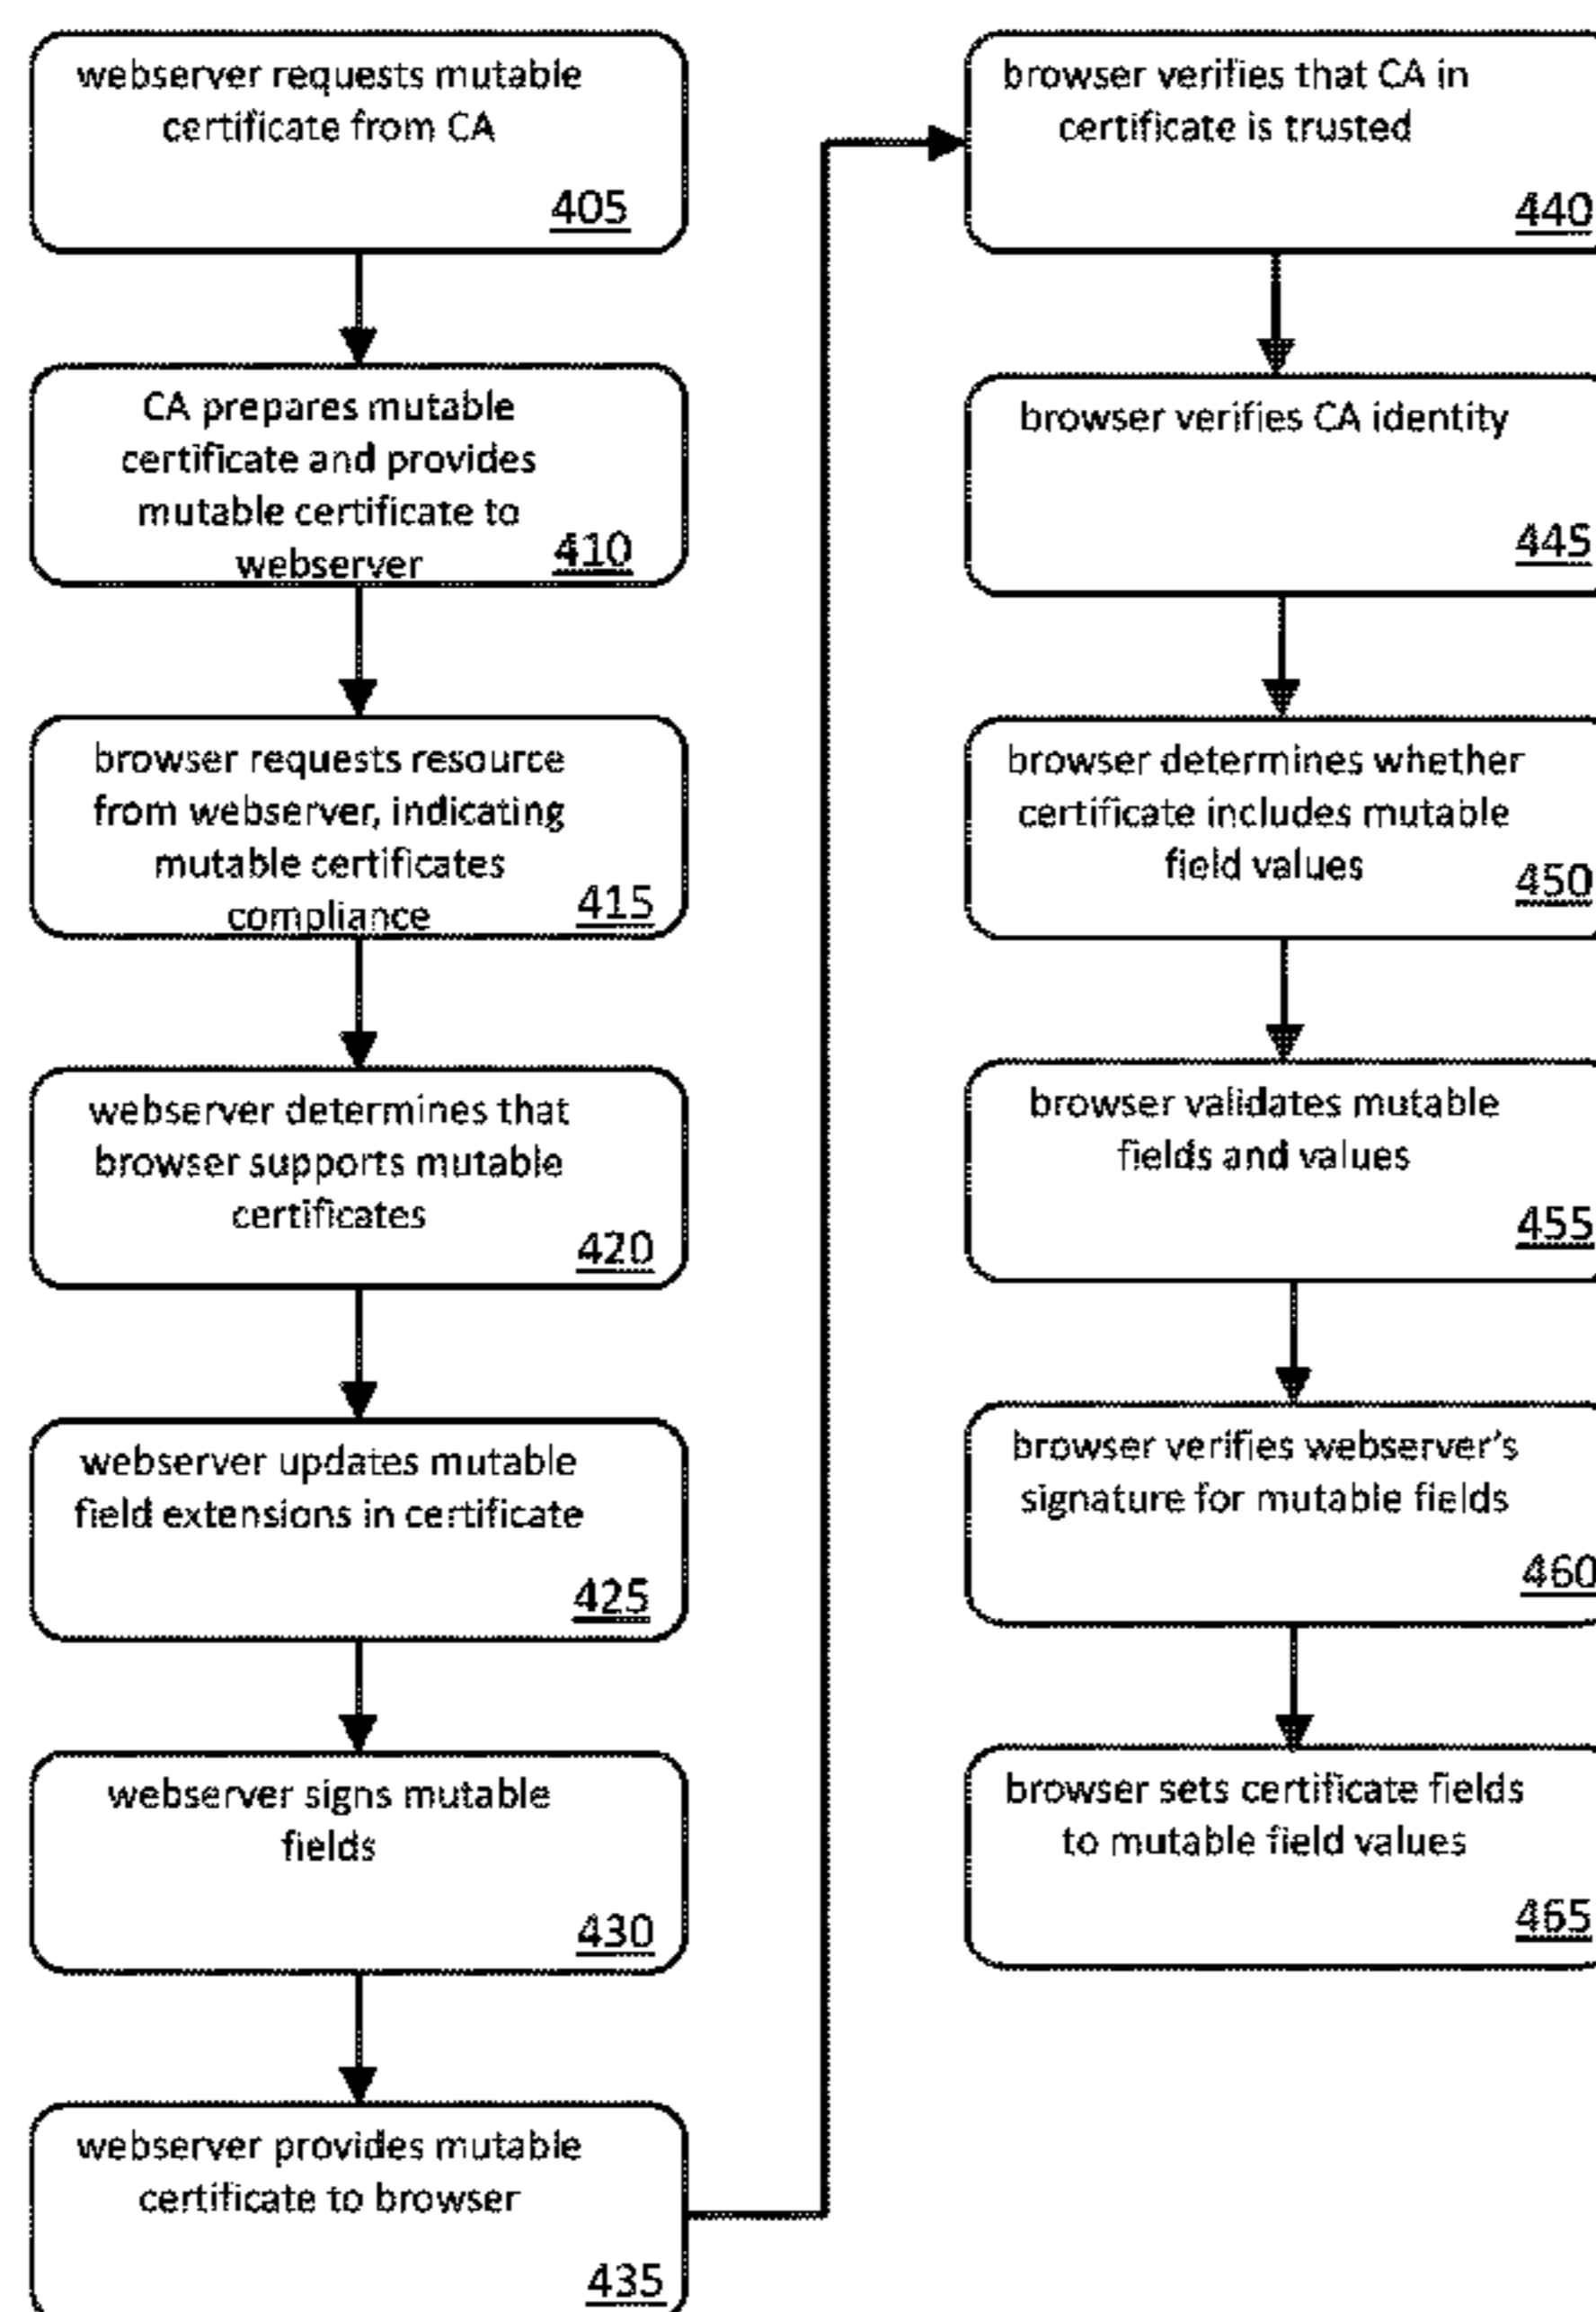 webserver requests mutable
certificate from CA
405
CA prepares mutable
certificate and provides
mutable certificate to
webserver
410
browser requests resource
from webserver, indicating
mutable certificates
compliance
415
webserver determines that
browser supports mutable
certificates
420
webserver updates mutable
field extensions in certificate
425
webserver signs mutable
fields
430
webserver provides mutable
certificate to browser
435
browser verifies that CA in
certificate is trusted
440
browser verifies CA identity
445
browser determines whether
certificate includes mutable
field values
450
browser validates mutable
fields and values
455
browser verifies webserver's
signature for mutable fields
460
browser sets certificate fields
to mutable field values
465